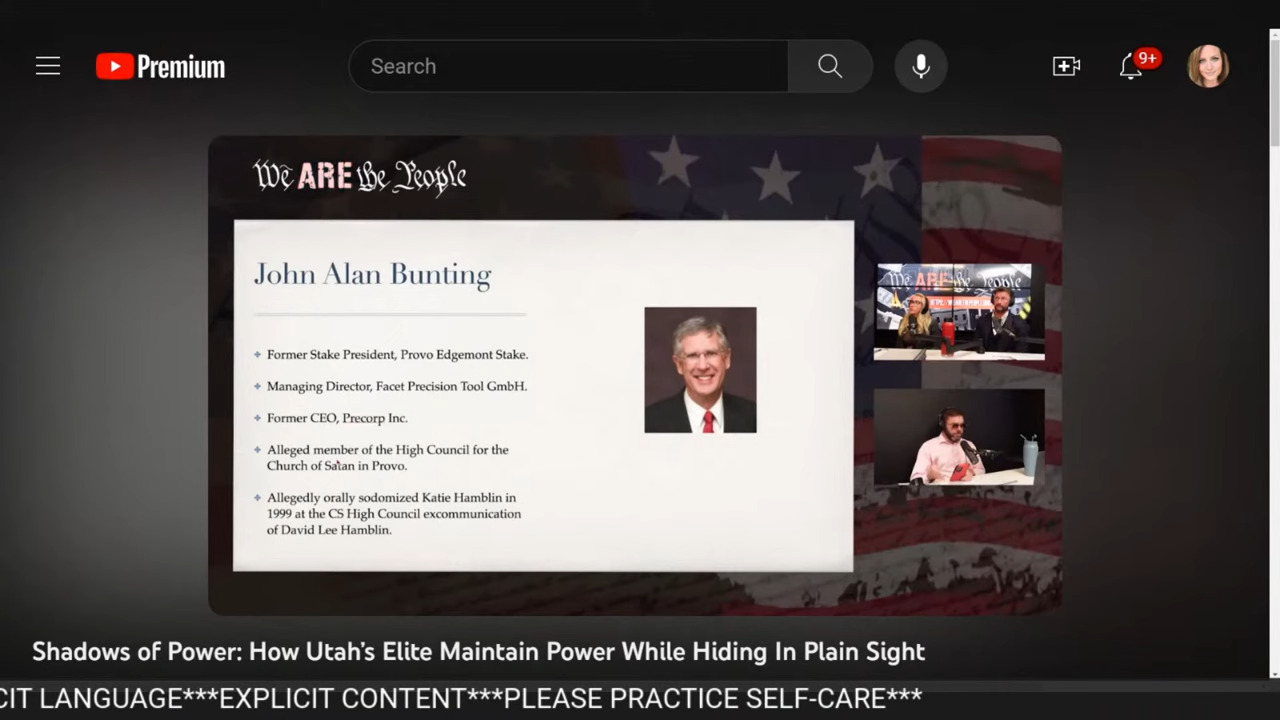 Premium
Search
9+
We ARE the People
John Alan Bunting
Former Stake President, Provo Edgemont Stake.
Managing Director, Facet Precision Tool GmbH.
Former CEO, Precorp Inc.
Alleged member of the High Council for the
Church of Satan in Provo.
Allegedly orally sodomized Katie Hamblin in
1999 at the CS High Council excommunication
of David Lee Hamblin.
We ARE the People
Shadows of Power: How Utah's Elite Maintain Power While Hiding In Plain Sight
CIT LANGUAGE***EXPLICIT CONTENT***PLEASE PRACTICE SELF-CARE***